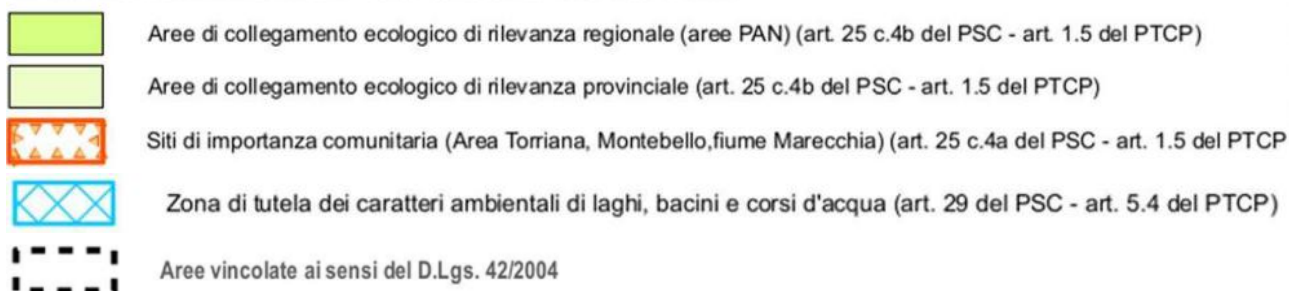 Aree di collegamento ecologico di rilevanza regionale (aree PAN) (art. 25 c.4b del PSC - art. 1.5 del PTCP)
Aree di collegamento ecologico di rilevanza provinciale (art. 25 c.4b del PSC - art. 1.5 del PTCP)
Siti di importanza comunitaria (Area Torriana, Montebello,fiume Marecchia) (art. 25 c.4a del PSC - art. 1.5 del PTCP
Zona di tutela dei caratteri ambientali di laghi, bacini e corsi d'acqua (art. 29 del PSC - art. 5.4 del PTCP)
Aree vincolate ai sensi del D.Lgs. 42/2004